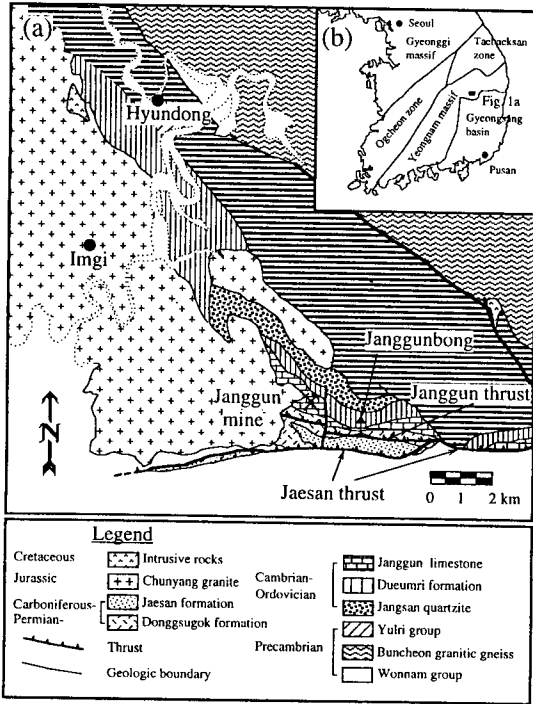 (a)
Hyundong
Imgi
Janggunbong
Janggun thrust
Janggun
mine
Jaesan thrust
N
0 1 2 km
(b)
Seoul
Gyeonggi
massif
Taebaeksan
zone
Ogcheon zone
Yeongnam massif
Fig. 1a
Gyeongsang
basin
Pusan
Legend
Cretaceous
Intrusive rocks
Jurassic
Chunyang granite
Carboniferous-
Permian-
Jaesan formation
Donggsugok formation
Thrust
Geologic boundary
Cambrian-
Ordovician
Janggun limestone
Dueumri formation
Jangsan quartzite
Precambrian
Yulri group
Buncheon granitic gneiss
Wonnam group